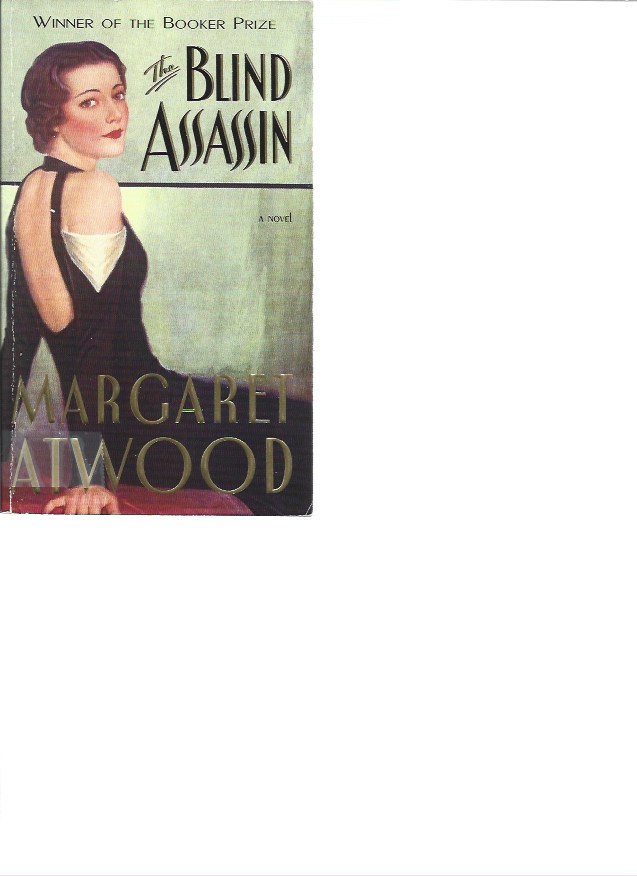 WINNER OF THE BOOKER PRIZE
The
BLIND
ASSASSIN
A NOVEL
MARGARET
ATWOOD